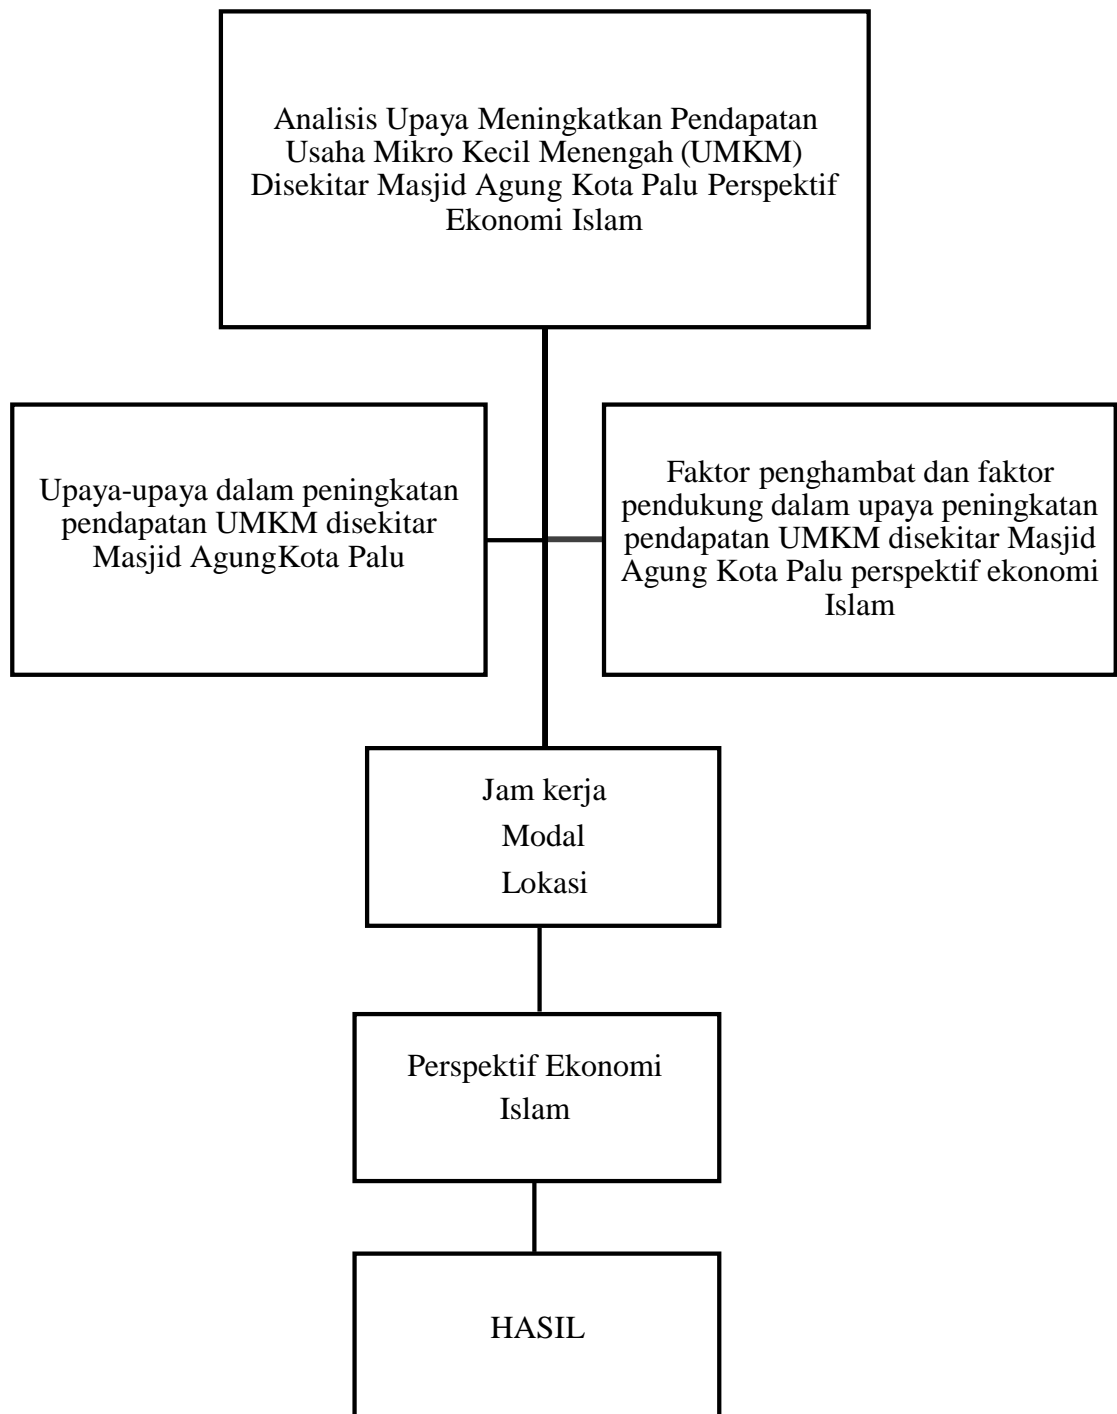 Analisis Upaya Meningkatkan Pendapatan
Usaha Mikro Kecil Menengah (UMKM)
Disekitar Masjid Agung Kota Palu Perspektif
Ekonomi Islam
Upaya-upaya dalam peningkatan
pendapatan UMKM disekitar
Masjid AgungKota Palu
Faktor penghambat dan faktor
pendukung dalam upaya peningkatan
pendapatan UMKM disekitar Masjid
Agung Kota Palu perspektif ekonomi
Islam
Jam kerja
Modal
Lokasi
Perspektif Ekonomi
Islam
HASIL